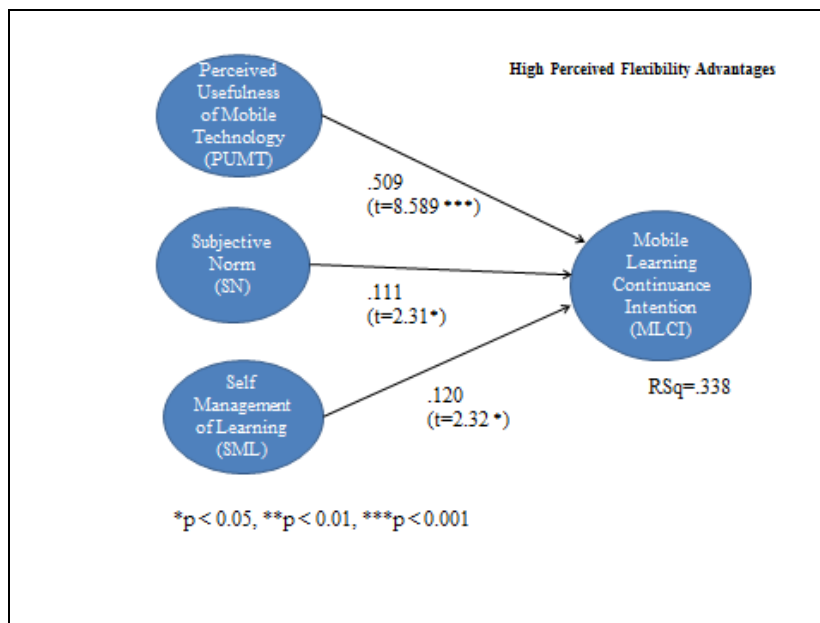 High Perceived Flexibility Advantages
Perceived
Usefulness
of Mobile
Technology
(PUMT)
.509
(t=8.589 ***)
Subjective
Norm
(SN)
.111
(t=2.31*)
Mobile
Learning
Continuance
Intention
(MLCI)
RSq=.338
Self
Management
of Learning
(SML)
.120
(t=2.32 *)
*p < 0.05, **p < 0.01, ***p < 0.001